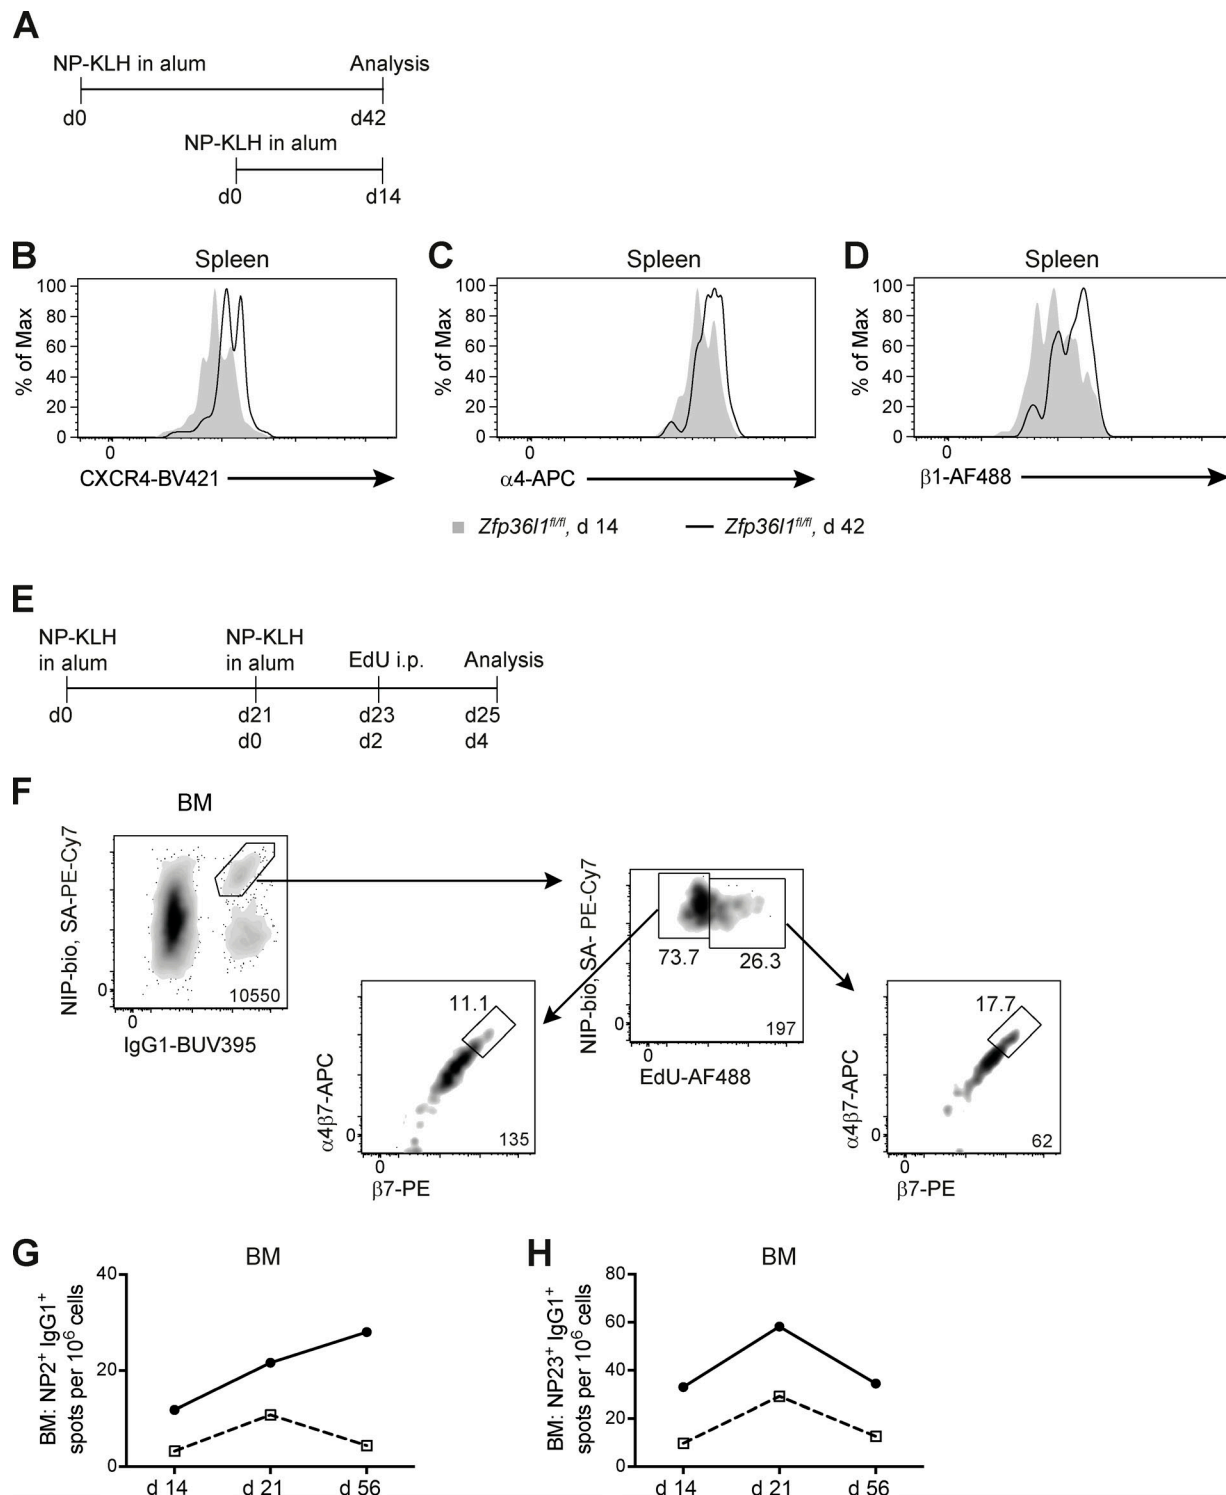 A
NP-KLH in alum Analysis
d0 d42
NP-KLH in alum
d0 d14
B C D
Spleen Spleen Spleen
100 100 100
80 80 80
60 60 60
40 40 40
20 20 20
0 0 0
% of Max % of Max % of Max
0 0 0
CXCR4-BV421 α4-APC β1-AF488
Zfp36l1fl/fl, d 14 Zfp36l1fl/fl, d 42
E
NP-KLH NP-KLH
in alum in alum EdU i.p. Analysis
d0 d21 d23 d25
d0 d2 d4
F
BM
NIP-bio, SA-PE-Cy7
0
10550
0
IgG1-BUV395
NIP-bio, SA- PE-Cy7
73.7 26.3
0
197
0
EdU-AF488
11.1
α4β7-APC
0
135
0
β7-PE
17.7
α4β7-APC
0
62
0
β7-PE
G H
BM BM
BM: NP2+ IgG1+
spots per 10⁶ cells
40
20
0
d 14 d 21 d 56
BM: NP23+ IgG1+
spots per 10⁶ cells
80
60
40
20
0
d 14 d 21 d 56